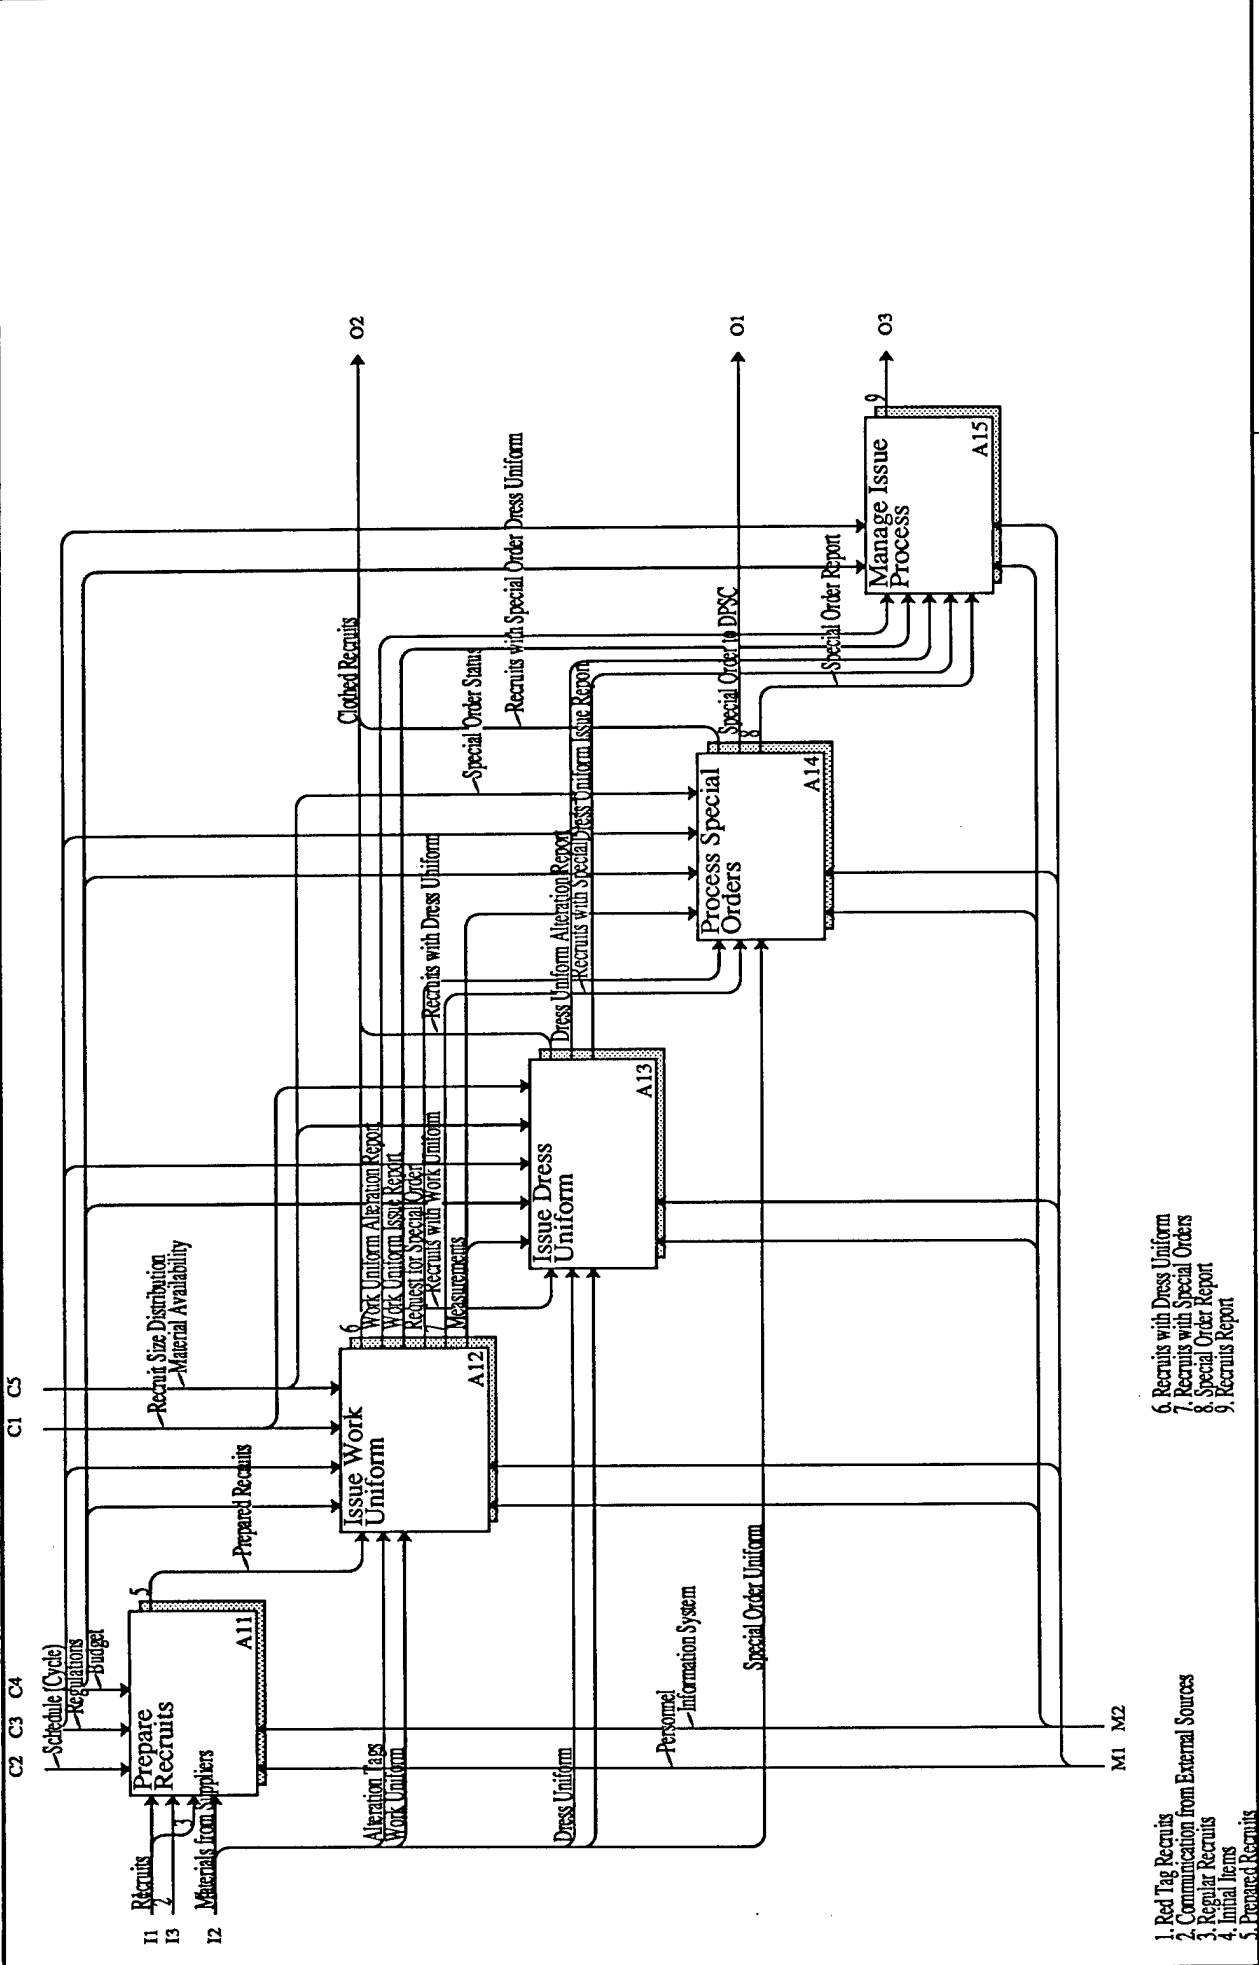 C2
C3
C4
C1
C5
Schedule (Cycle)
Regulations
Budget
Recruit Size Distribution
Material Availability
I1
I3
I2
Recruits
2
3
Materials from Suppliers
Prepare
Recruits
A11
5
Prepared Recruits
Alteration Tags
Work Uniform
Issue Work
Uniform
A12
6
Work Uniform Alteration Report
Work Uniform Issue Report
Request for Special Order
7
Recruits with Work Uniform
Measurements
Dress Uniform
Issue Dress
Uniform
A13
Recruits with Dress Uniform
Dress Uniform Alteration Report
Recruits with Special
Dress Uniform Issue Report
Special Order Uniform
Process Special
Orders
A14
Special Order Status
Clothed Recruits
Recruits with Special Order Dress Uniform
Special Order to DPSC
8
Special Order Report
Manage Issue
Process
A15
9
O2
O1
O3
Personnel
Information System
M1
M2
1. Red Tag Recruits
2. Communication from External Sources
3. Regular Recruits
4. Initial Items
5. Prepared Recruits
6. Recruits with Dress Uniform
7. Recruits with Special Orders
8. Special Order Report
9. Recruits Report